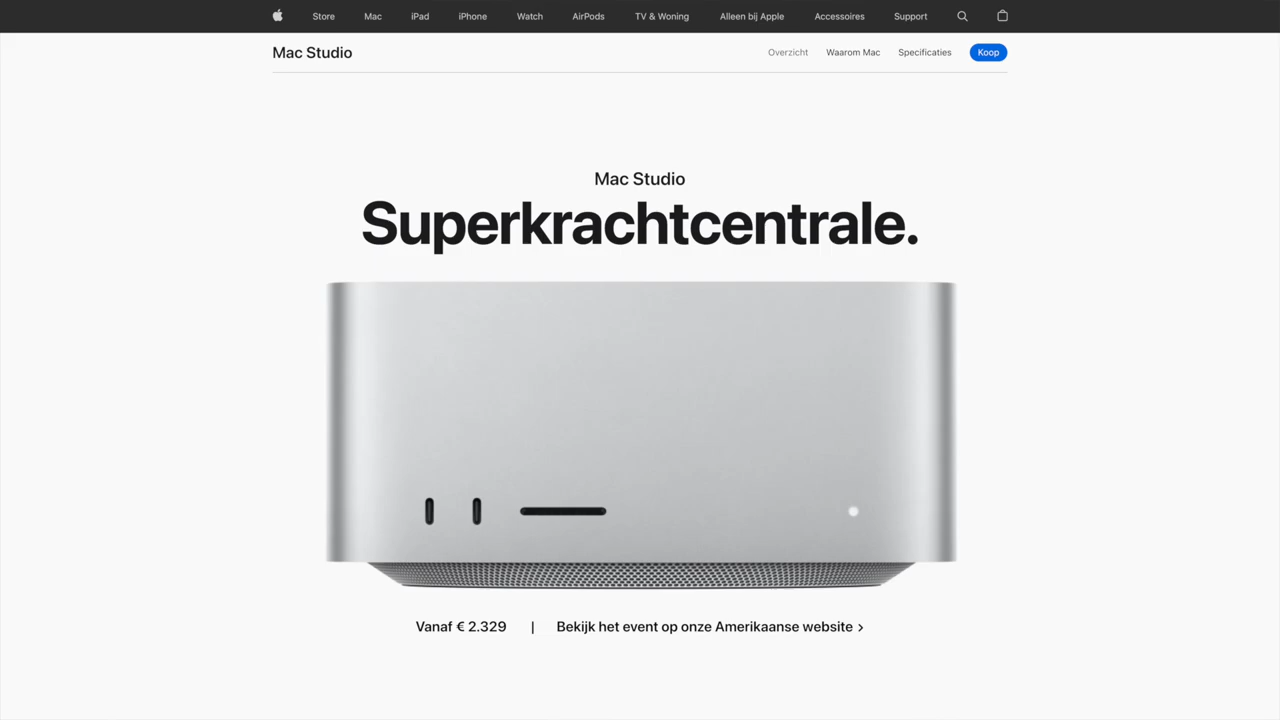 Store Mac iPad iPhone Watch AirPods TV & Woning Alleen bij Apple Accessoires Support
Mac Studio Overzicht Waarom Mac Specificaties Koop
Mac Studio
Superkrachtcentrale.
Vanaf € 2.329 | Bekijk het event op onze Amerikaanse website >